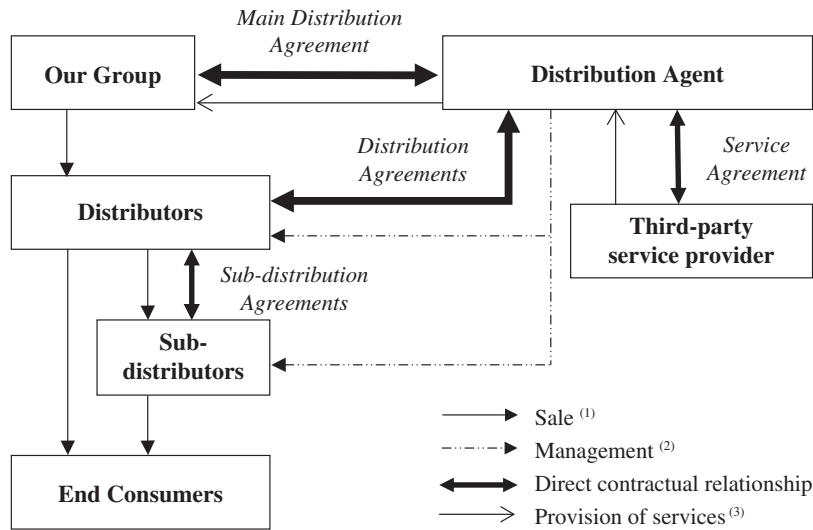 Main Distribution
Agreement
Our Group
Distribution Agent
Distribution
Agreements
Service
Agreement
Distributors
Third-party
service provider
Sub-distribution
Agreements
Sub-
distributors
Sale (1)
Management (2)
Direct contractual relationship
Provision of services (3)
End Consumers